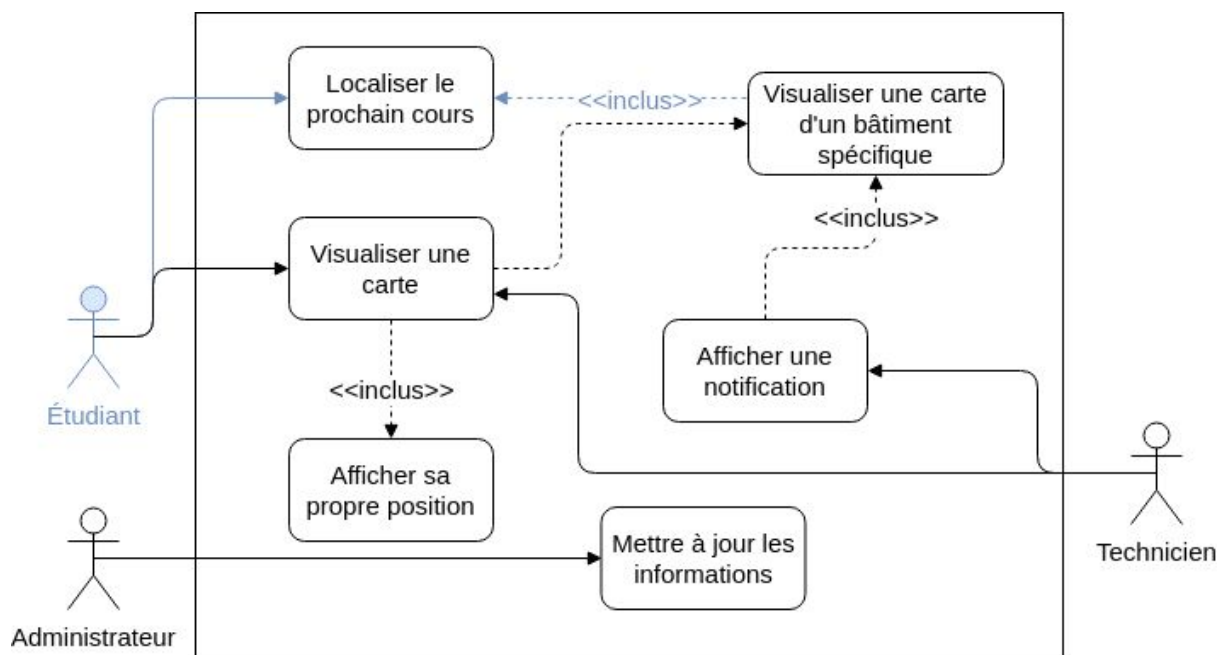 Localiser le
prochain cours
<<inclus>>
Visualiser une carte
d'un bâtiment
spécifique
<<inclus>>
Visualiser une
carte
Afficher une
notification
<<inclus>>
Étudiant
Afficher sa
propre position
Mettre à jour les
informations
Technicien
Administrateur